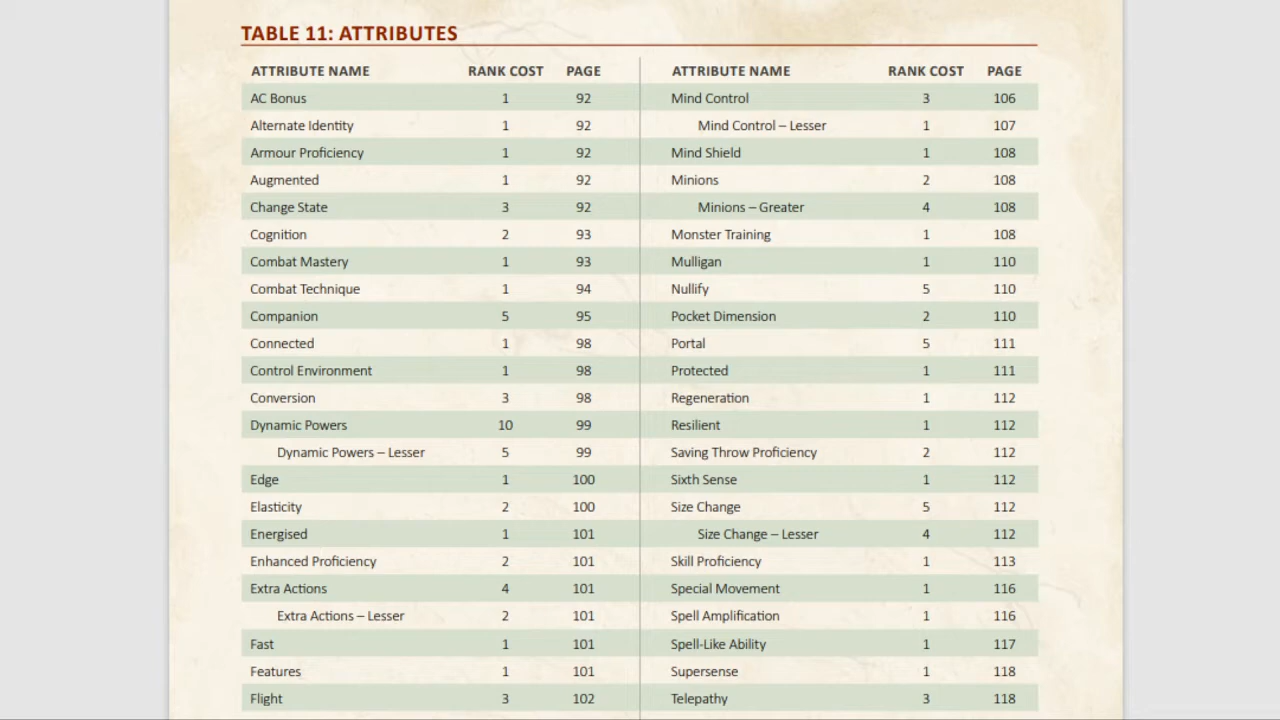 TABLE 11: ATTRIBUTES
ATTRIBUTE NAME RANK COST PAGE
AC Bonus 1 92
Alternate Identity 1 92
Armour Proficiency 1 92
Augmented 1 92
Change State 3 92
Cognition 2 93
Combat Mastery 1 93
Combat Technique 1 94
Companion 5 95
Connected 1 98
Control Environment 1 98
Conversion 3 98
Dynamic Powers 10 99
Dynamic Powers – Lesser 5 99
Edge 1 100
Elasticity 2 100
Energised 1 101
Enhanced Proficiency 2 101
Extra Actions 4 101
Extra Actions – Lesser 2 101
Fast 1 101
Features 1 101
Flight 3 102
ATTRIBUTE NAME RANK COST PAGE
Mind Control 3 106
Mind Control – Lesser 1 107
Mind Shield 1 108
Minions 2 108
Minions – Greater 4 108
Monster Training 1 108
Mulligan 1 110
Nullify 5 110
Pocket Dimension 2 110
Portal 5 111
Protected 1 111
Regeneration 1 112
Resilient 1 112
Saving Throw Proficiency 2 112
Sixth Sense 1 112
Size Change 5 112
Size Change – Lesser 4 112
Skill Proficiency 1 113
Special Movement 1 116
Spell Amplification 1 116
Spell-Like Ability 1 117
Supersense 1 118
Telepathy 3 118